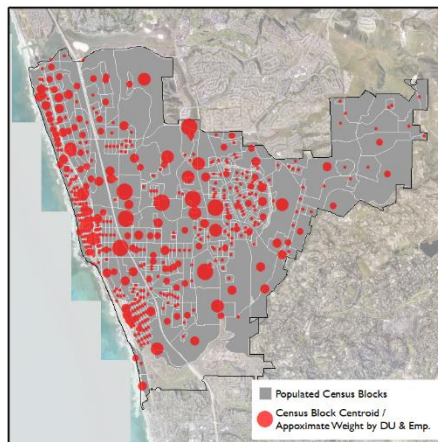 Populated Census Blocks
Census Block Centroid /
Appoximate Weight by DU & Emp.